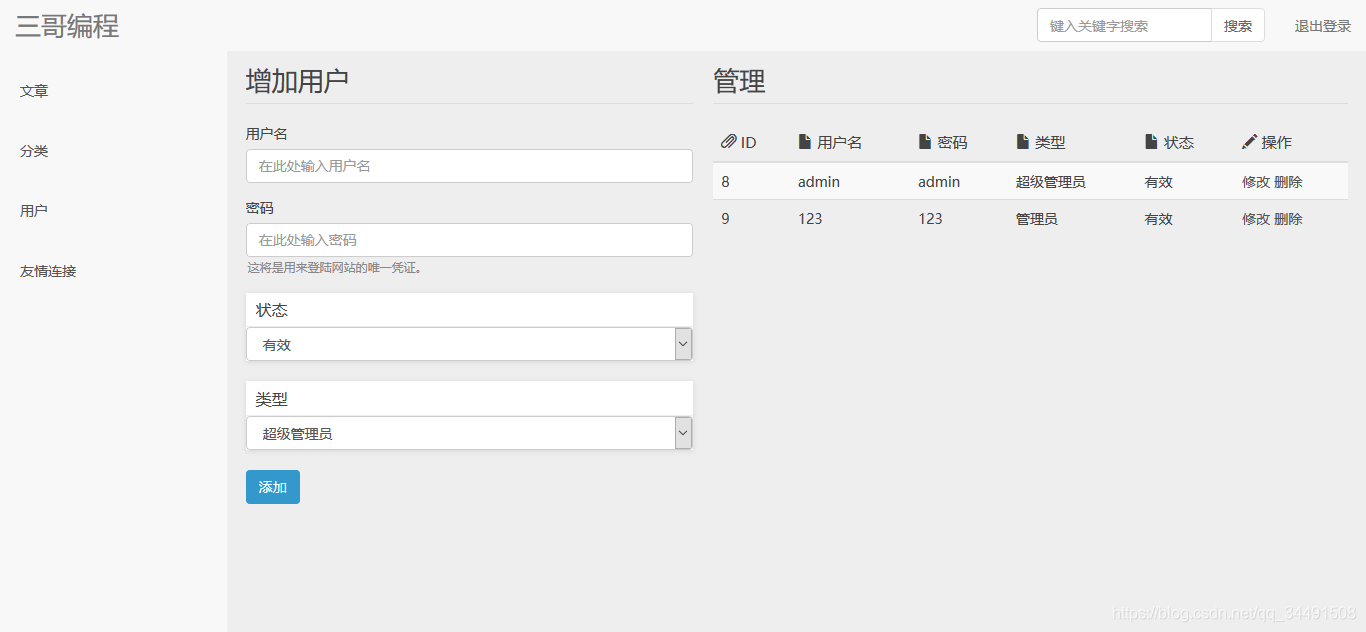 三哥编程
键入关键字搜索 搜索 退出登录
文章
分类
用户
友情连接
增加用户
用户名
在此处输入用户名
密码
在此处输入密码
这将是用来登陆网站的唯一凭证。
状态
有效
类型
超级管理员
添加
管理
ID 用户名 密码 类型 状态 操作
8 admin admin 超级管理员 有效 修改 删除
9 123 123 管理员 有效 修改 删除
https://blog.csdn.net/qq_34491508